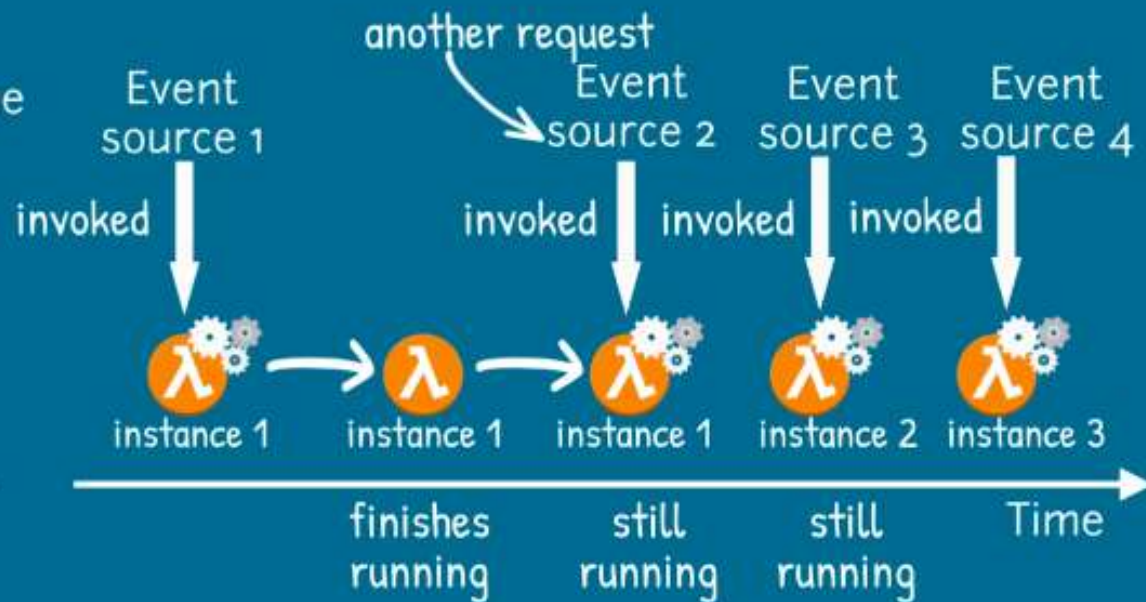 another request
e
Event
source 1
Event
source 2
Event
source 3
Event
source 4
invoked
invoked
invoked
invoked
λ
λ
λ
λ
λ
instance 1
instance 1
instance 1
instance 2
instance 3
finishes
running
still
running
still
running
Time